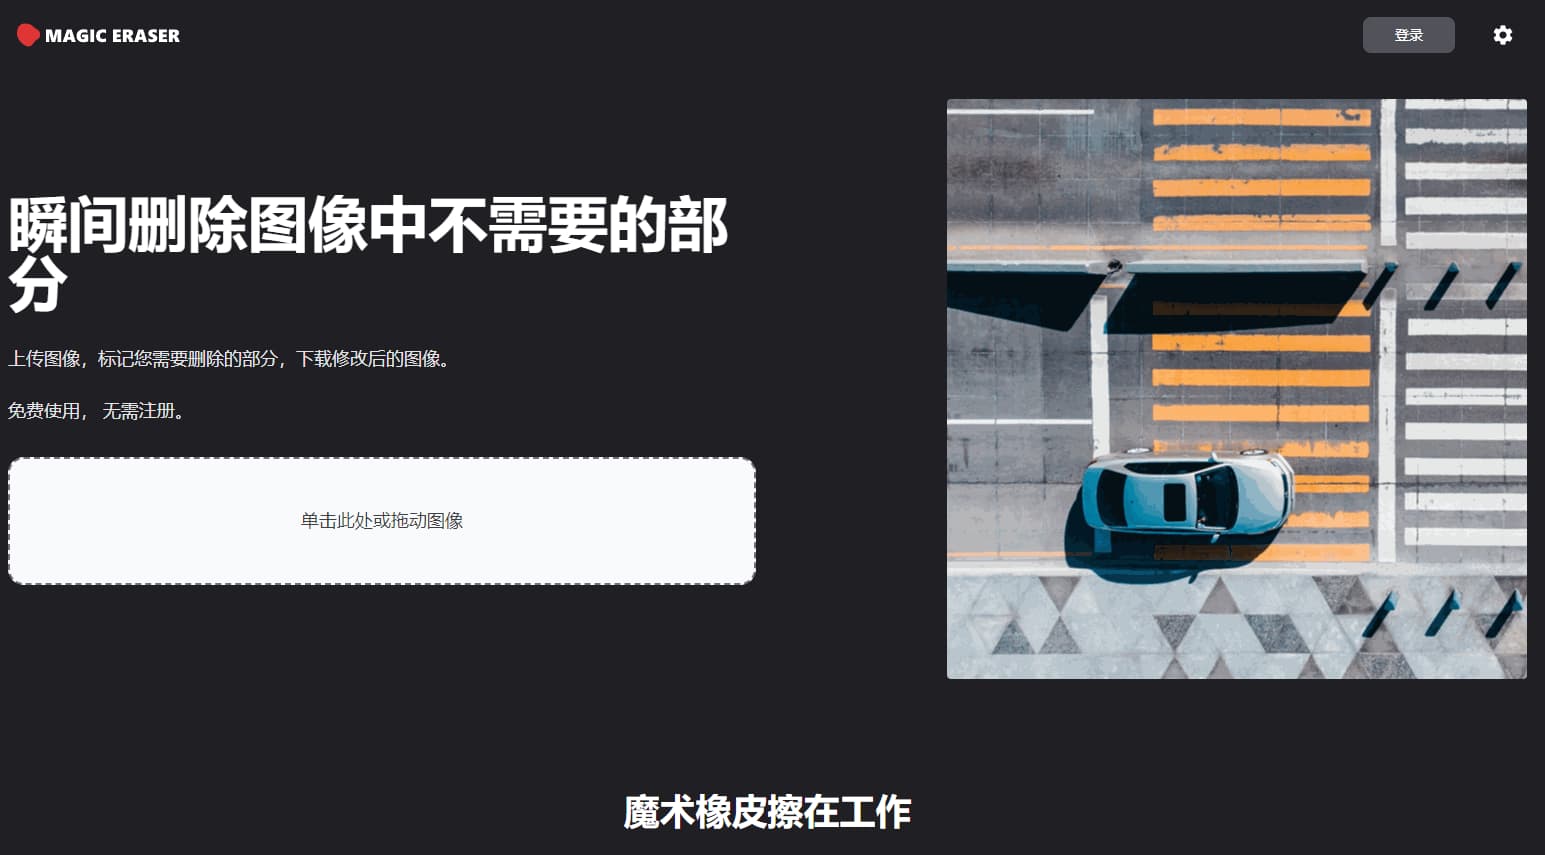 MAGIC ERASER
登录
瞬间删除图像中不需要的部
分
上传图像，标记您需要删除的部分，下载修改后的图像。
免费使用， 无需注册。
单击此处或拖动图像
魔术橡皮擦在工作